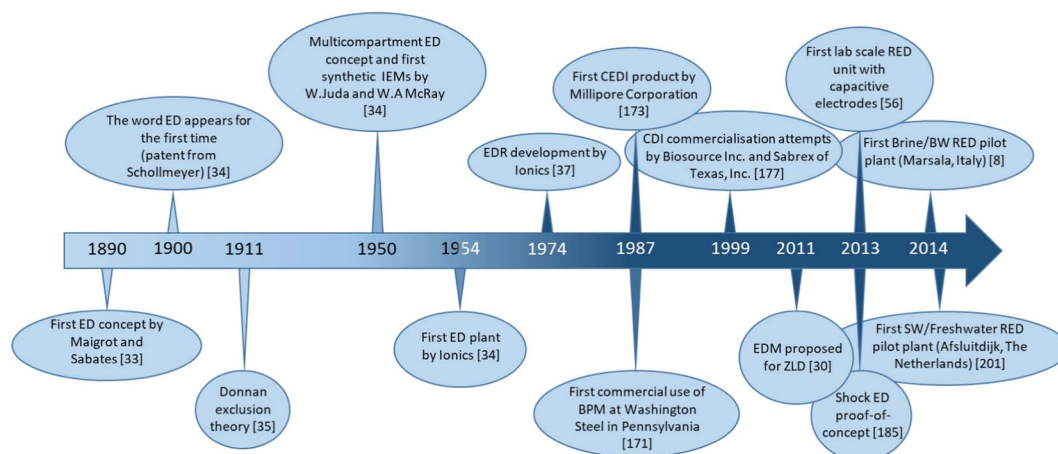 Multicompartment ED
concept and first
synthetic IEMs by
W.Juda and W.A McRay
[34]
First lab scale RED
unit with
capacitive
electrodes [56]
First CEDI product by
Millipore Corporation
[173]
The word ED appears for
the first time
(patent from
Schollmeyer) [34]
EDR development by
Ionics [37]
CDI commercialisation attempts
by Biosource Inc. and Sabrex of
Texas, Inc. [177]
First Brine/BW RED pilot
plant (Marsala, Italy) [8]
1890 1900 1911 1950 1954 1974 1987 1999 2011 2013 2014
First ED concept by
Maigrot and
Sabates [33]
Donnan
exclusion
theory [35]
First ED plant
by Ionics [34]
First commercial use of
BPM at Washington
Steel in Pennsylvania
[171]
EDM proposed
for ZLD [30]
Shock ED
proof-of-
concept [185]
First SW/Freshwater RED
pilot plant (Afsluitdijk, The
Netherlands) [201]